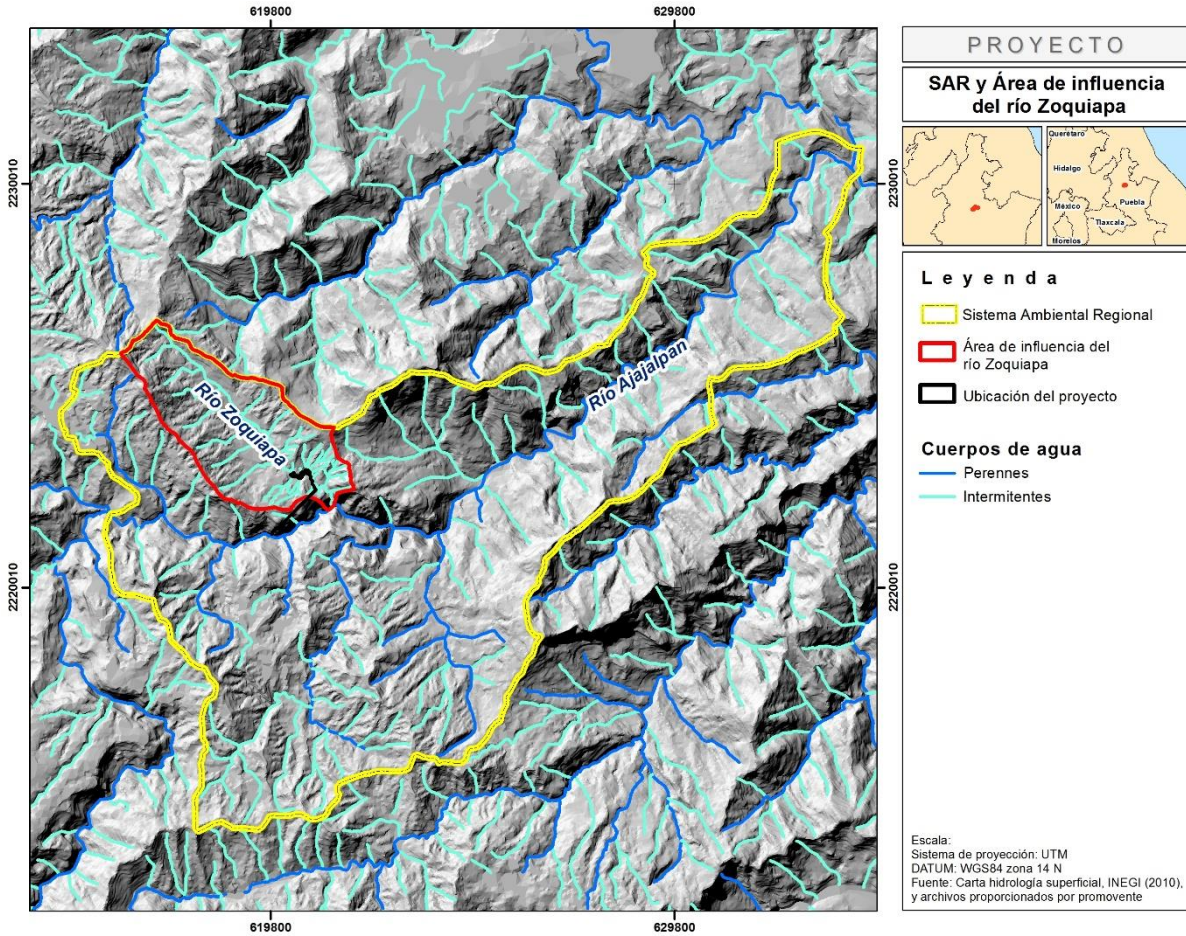 619800
629800
2230010
2230010
2220010
2220010
619800
629800
Río Zoquiapa
Río Ajajalpan
PROYECTO
SAR y Área de influencia
del río Zoquiapa
Querétaro
Hidalgo
México
Puebla
Tlaxcala
Morelos
Leyenda
Sistema Ambiental Regional
Área de influencia del
río Zoquiapa
Ubicación del proyecto
Cuerpos de agua
Perennes
Intermitentes
Escala:
Sistema de proyección: UTM
DATUM: WGS84 zona 14 N
Fuente: Carta hidrología superficial, INEGI (2010),
y archivos proporcionados por promovente